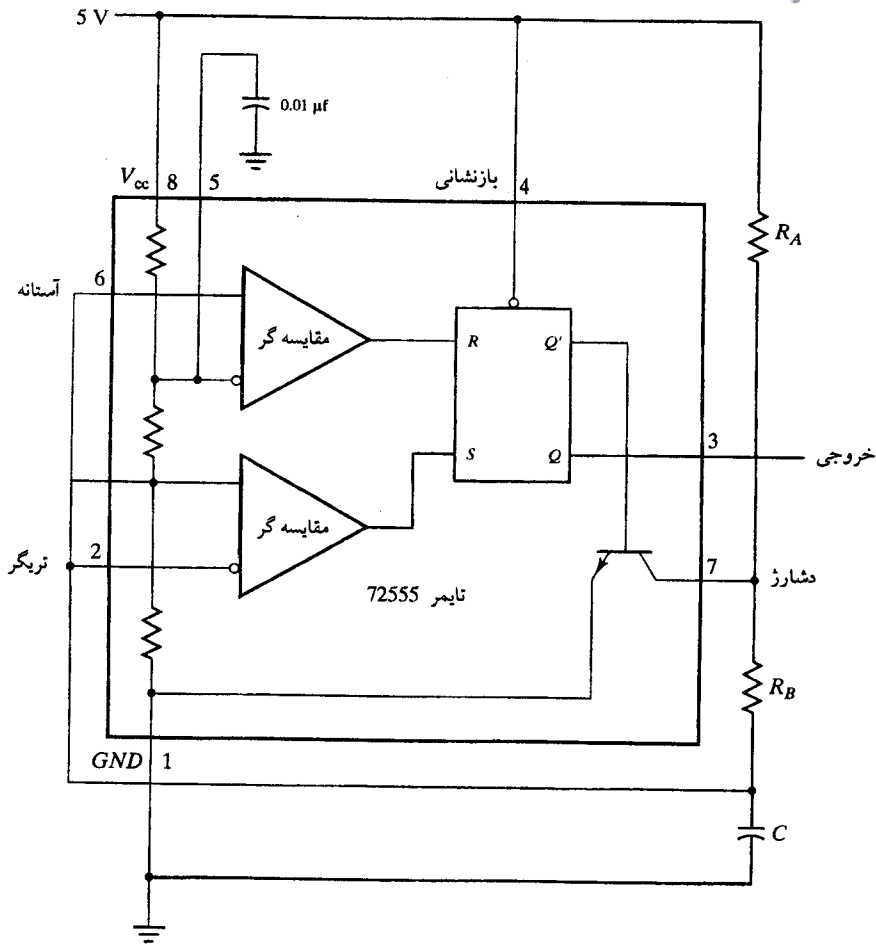 5 V
0.01 µf
Vcc 8 5
بازنشانی 4
RA
آستانه 6
مقایسه گر
R Q'
S Q
3 خروجی
مقایسه گر
تریگر 2
7 دشارژ
تایمر 72555
RB
GND 1
C